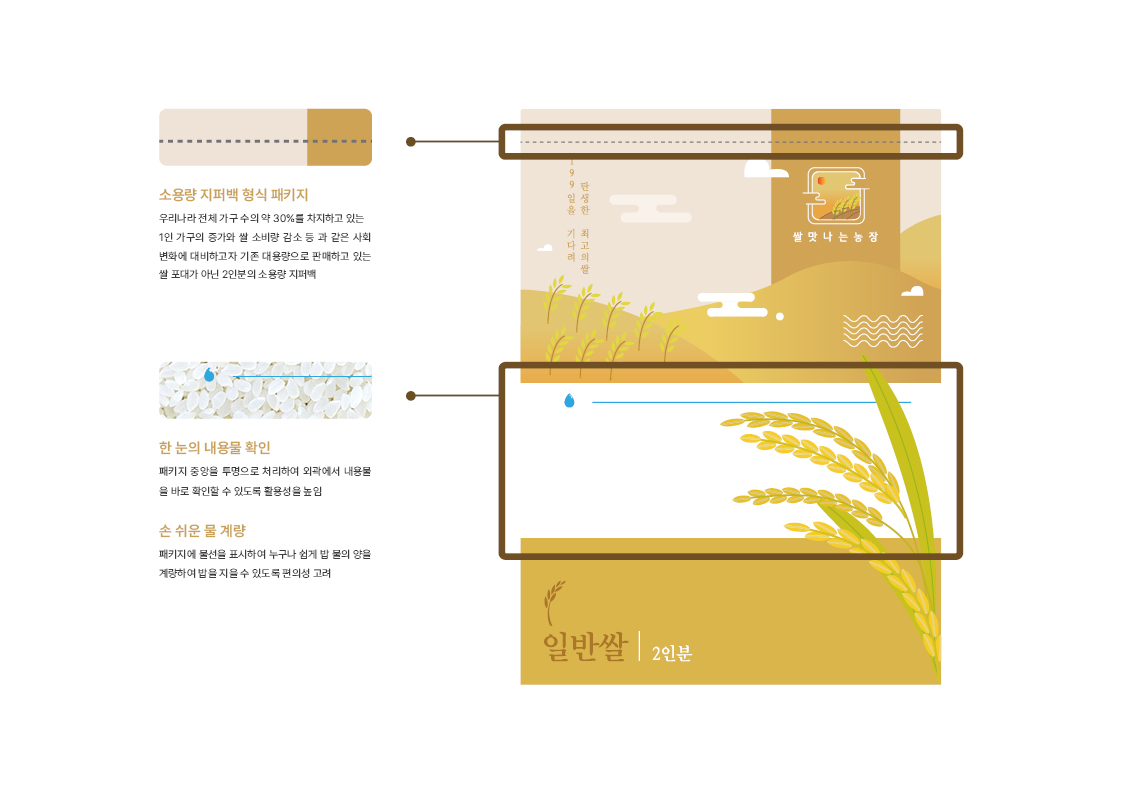 소용량 지퍼백 형식 패키지
우리나라 전체 가구 수의 약 30%를 차지하고 있는
1인 가구의 증가와 쌀 소비량 감소 등 과 같은 사회
변화에 대비하고자 기존 대용량으로 판매하고 있는
쌀 포대가 아닌 2인분의 소용량 지퍼백
한 눈의 내용물 확인
패키지 중앙을 투명으로 처리하여 외곽에서 내용물
을 바로 확인할 수 있도록 활용성을 높임
손 쉬운 물 계량
패키지에 물선을 표시하여 누구나 쉽게 밥 물의 양을
계량하여 밥을 지을 수 있도록 편의성 고려
199일을 기다려
탄생한 최고의쌀
쌀맛나는농장
일반쌀
2인분